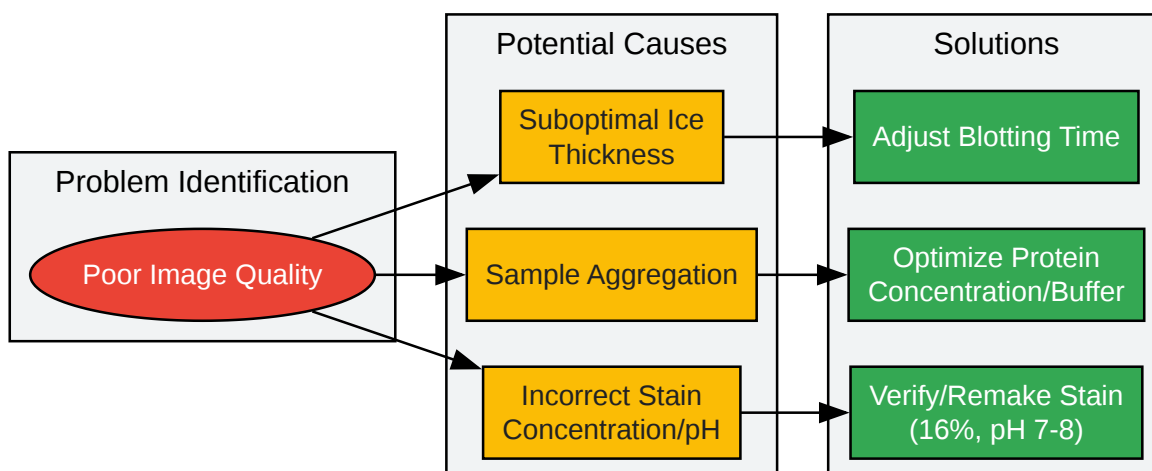 Problem Identification
Poor Image Quality
Potential Causes
Suboptimal Ice
Thickness
Sample Aggregation
Incorrect Stain
Concentration/pH
Solutions
Adjust Blotting Time
Optimize Protein
Concentration/Buffer
Verify/Remake Stain
(16%, pH 7-8)